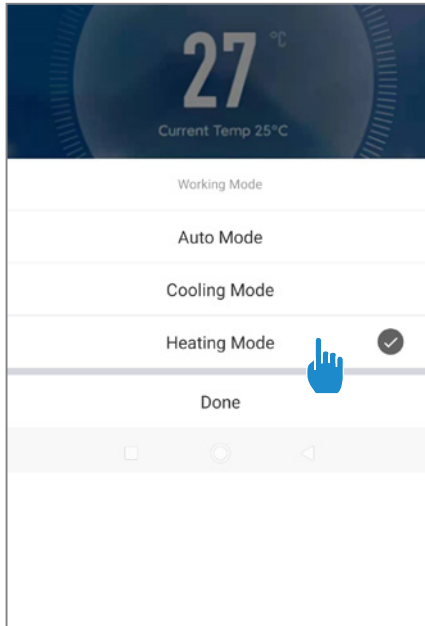 27 °C
Current Temp 25°C
Working Mode
Auto Mode
Cooling Mode
Heating Mode
Done